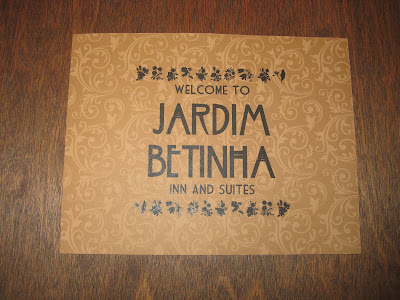 WELCOME TO
JARDIM
BETINHA
INN AND SUITES